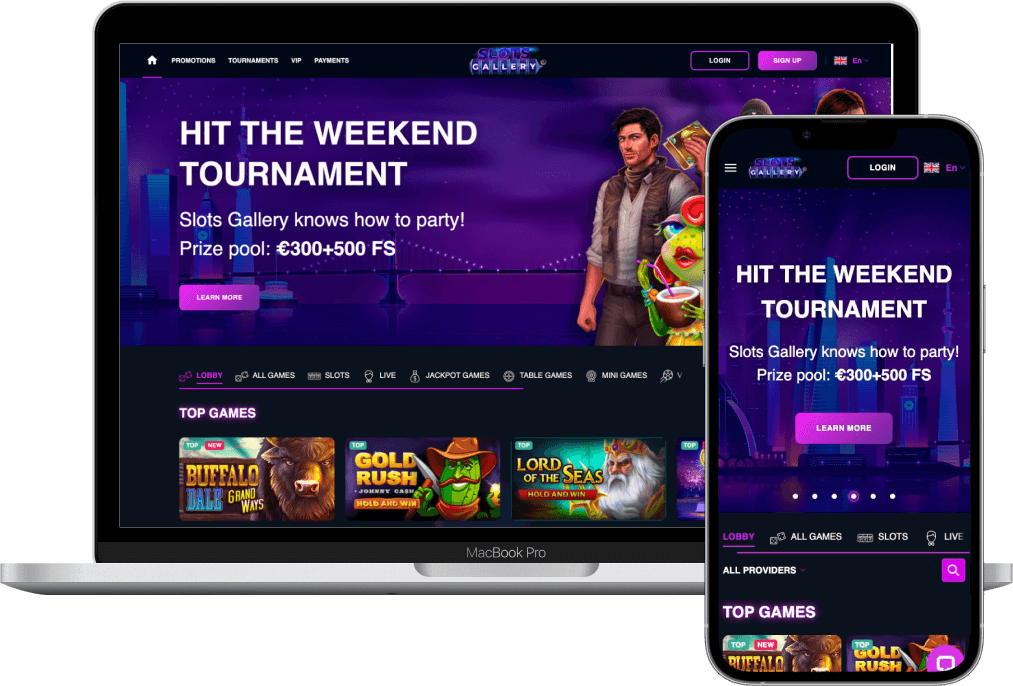 PROMOTIONS TOURNAMENTS VIP PAYMENTS
SLOTS
GALLERY
LOGIN SIGN UP En
HIT THE WEEKEND
TOURNAMENT
Slots Gallery knows how to party!
Prize pool: €300+500 FS
LEARN MORE
LOBBY ALL GAMES SLOTS LIVE JACKPOT GAMES TABLE GAMES MINI GAMES V
TOP GAMES
TOP NEW
BUFFALO
DALE GRAND
WAYS
TOP
GOLD
RUSH
JOHNNY CASH
HOLD AND WIN
TOP
LORD
OF THE SEAS
HOLD AND WIN
TOP
MacBook Pro
SLOTS
GALLERY
LOGIN En
HIT THE WEEKEND
TOURNAMENT
Slots Gallery knows how to party!
Prize pool: €300+500 FS
LEARN MORE
LOBBY ALL GAMES SLOTS LIVE
ALL PROVIDERS
TOP GAMES
TOP NEW
BUFFALO
TOP
GOLD
RUSH